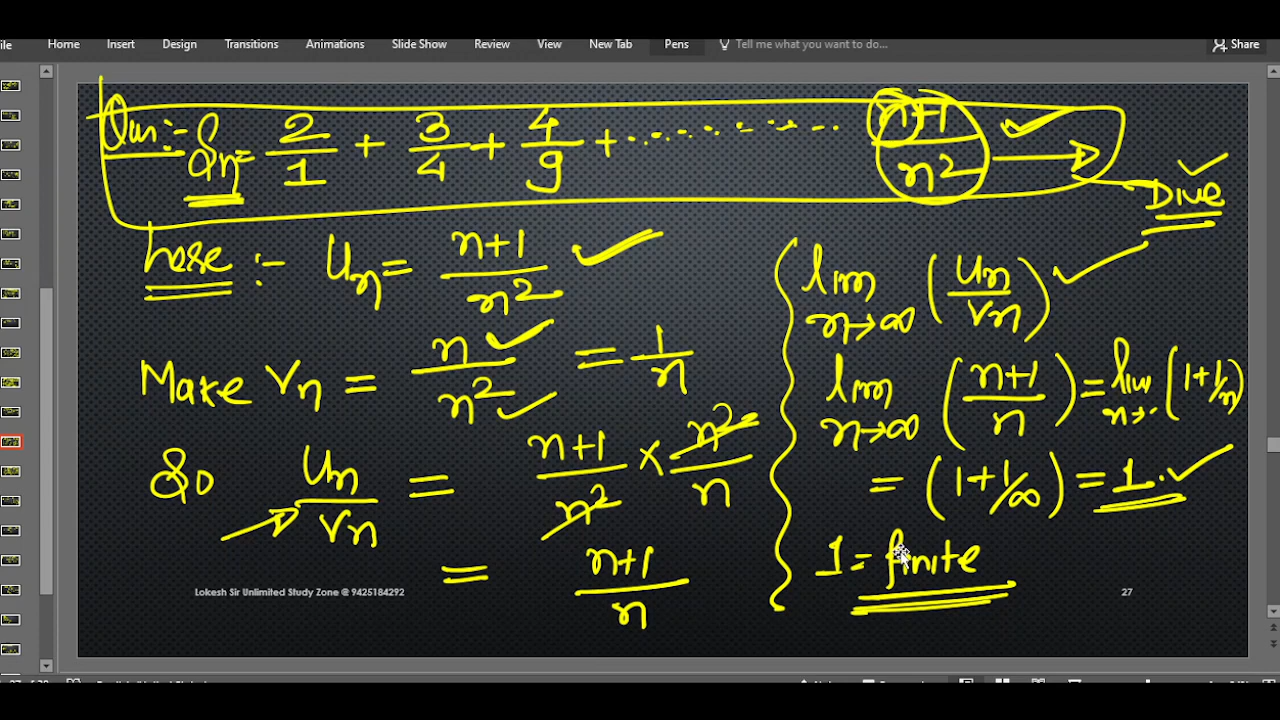 ile Home Insert Design Transitions Animations Slide Show Review View New Tab Pens Tell me what you want to do... Share
Qus:- Sn = 2/1 + 3/4 + 4/9 + ............ n+1/n²
Dive
here :- Un = n+1/n²
Make Vn = n/n² = 1/n
So Un/Vn = n+1/n² × n²/n
= n+1/n
lim n→∞ (Un/Vn)
lim n→∞ (n+1/n) = lim n→ (1+1/n)
= (1+1/∞) = 1.
1 = finite
Lokesh Sir Unlimited Study Zone @ 9425184292
27